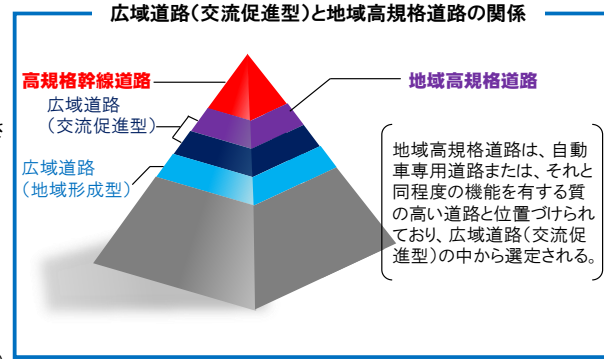 広域道路(交流促進型)と地域高規格道路の関係
高規格幹線道路
広域道路
(交流促進型)
広域道路
(地域形成型)
地域高規格道路
地域高規格道路は、自動
車専用道路または、それと
同程度の機能を有する質
の高い道路と位置づけられ
ており、広域道路(交流促
進型)の中から選定される。